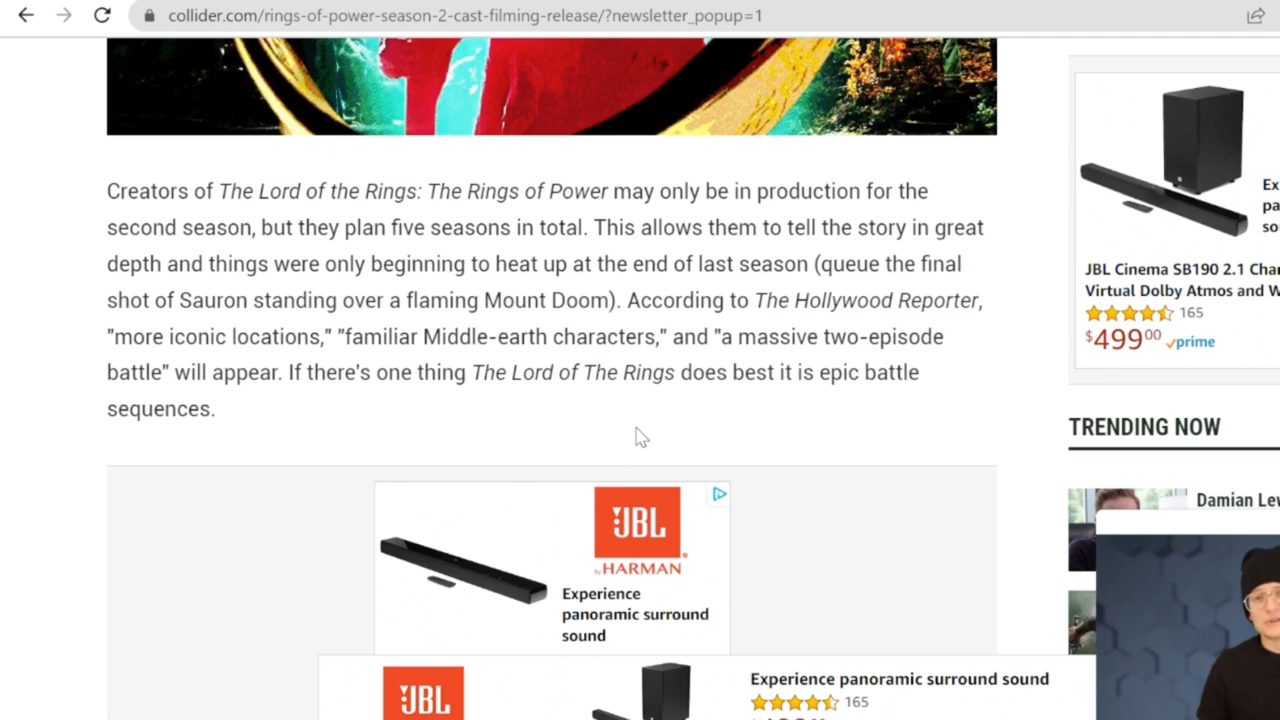 collider.com/rings-of-power-season-2-cast-filming-release/?newsletter_popup=1
Creators of The Lord of the Rings: The Rings of Power may only be in production for the
second season, but they plan five seasons in total. This allows them to tell the story in great
depth and things were only beginning to heat up at the end of last season (queue the final
shot of Sauron standing over a flaming Mount Doom). According to The Hollywood Reporter,
"more iconic locations," "familiar Middle-earth characters," and "a massive two-episode
battle" will appear. If there's one thing The Lord of The Rings does best it is epic battle
sequences.
JBL
by HARMAN
Experience
panoramic surround
sound
JBL
Experience panoramic surround sound
165
JBL Cinema SB190 2.1 Cha
Virtual Dolby Atmos and W
165
$49900 prime
TRENDING NOW
Damian Le